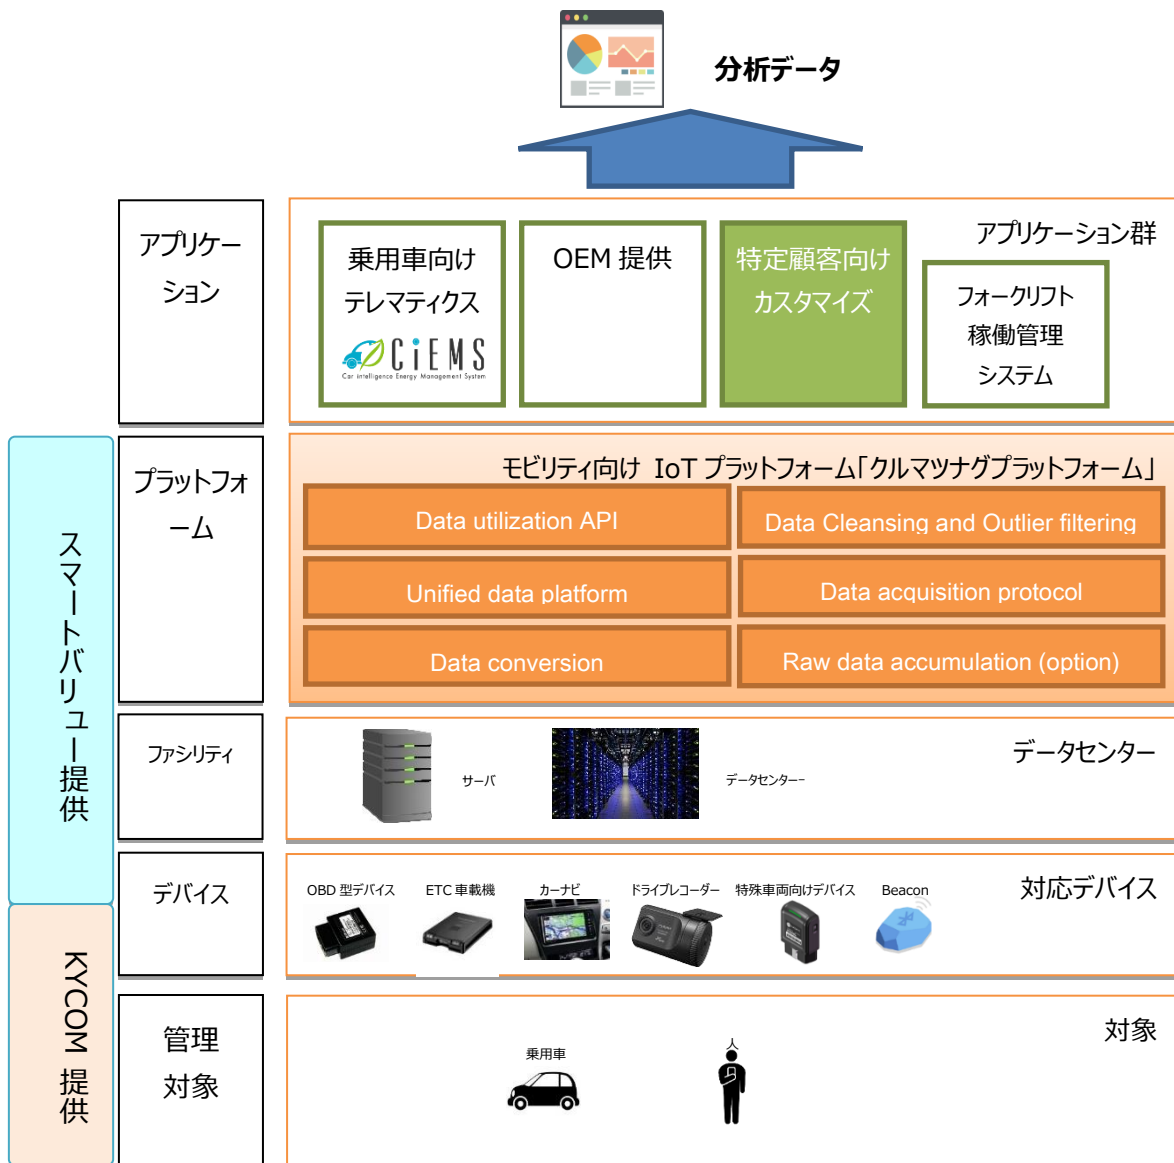 分析データ
アプリケー
ション
アプリケーション群
乗用車向け
テレマティクス
CiEMS
Car intelligence Energy Management System
OEM 提供
特定顧客向け
カスタマイズ
フォークリフト
稼働管理
システム
スマートバリュー提供
プラットフォ
ーム
モビリティ向け IoT プラットフォーム「クルマツナグプラットフォーム」
Data utilization API
Data Cleansing and Outlier filtering
Unified data platform
Data acquisition protocol
Data conversion
Raw data accumulation (option)
ファシリティ
サーバ
データセンター
データセンター
デバイス
OBD 型デバイス
ETC 車載機
カーナビ
ドライブレコーダー
特殊車両向けデバイス
Beacon
対応デバイス
KYCOM 提供
管理
対象
乗用車
人
対象